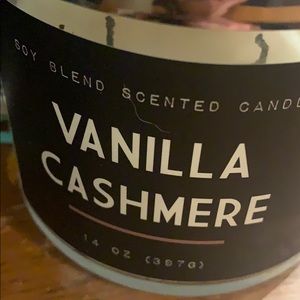 SOY BLEND SCENTED CANDL
VANILLA
CASHMERE
14 OZ (397G)